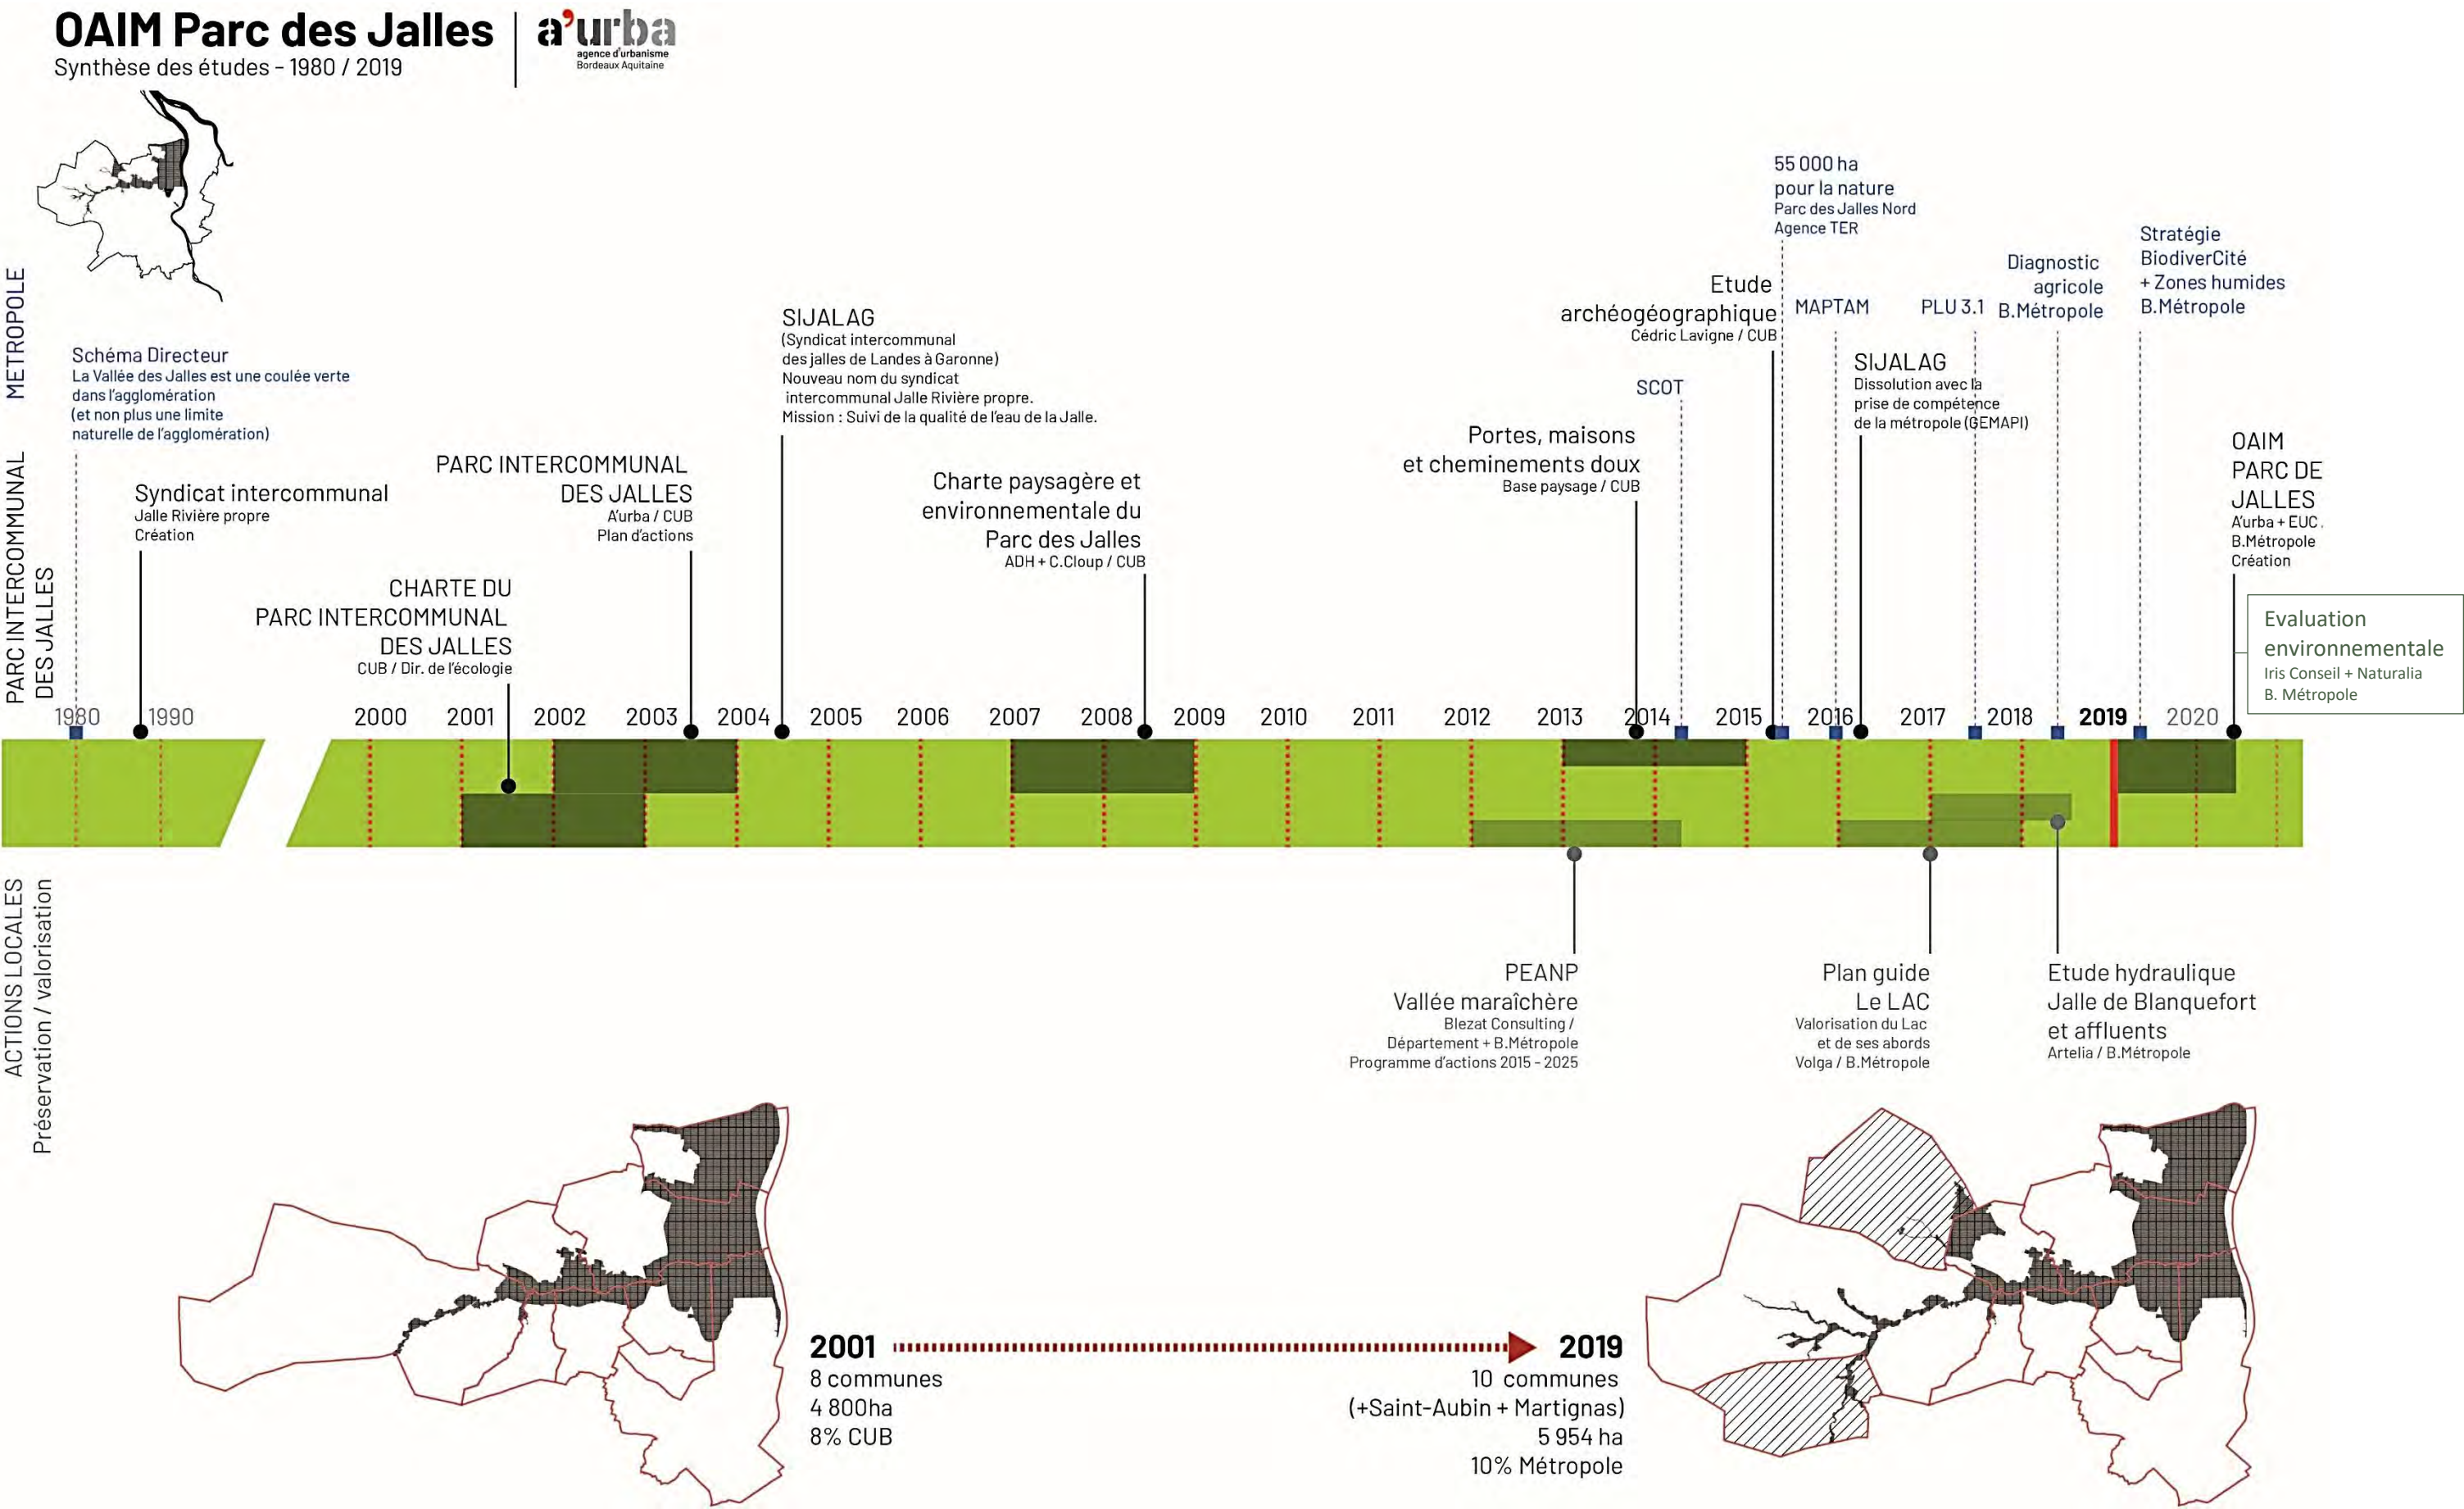 OAIM Parc des Jalles
Synthèse des études - 1980 / 2019
a'urba
agence d'urbanisme
Bordeaux Aquitaine
METROPOLE
PARC INTERCOMMUNAL
DES JALLES
ACTIONS LOCALES
Préservation / valorisation
Schéma Directeur
La Vallée des Jalles est une coulée verte
dans l'agglomération
(et non plus une limite
naturelle de l'agglomération)
Syndicat intercommunal
Jalle Rivière propre
Création
CHARTE DU
PARC INTERCOMMUNAL
DES JALLES
CUB / Dir. de l'écologie
PARC INTERCOMMUNAL
DES JALLES
A'urba / CUB
Plan d'actions
SIJALAG
(Syndicat intercommunal
des jalles de Landes à Garonne)
Nouveau nom du syndicat
intercommunal Jalle Rivière propre.
Mission : Suivi de la qualité de l'eau de la Jalle.
Charte paysagère et
environnementale du
Parc des Jalles
ADH + C.Cloup / CUB
Portes, maisons
et cheminements doux
Base paysage / CUB
SCOT
Etude
archéogéographique
Cédric Lavigne / CUB
55 000 ha
pour la nature
Parc des Jalles Nord
Agence TER
MAPTAM
SIJALAG
Dissolution avec la
prise de compétence
de la métropole (GEMAPI)
PLU 3.1
Diagnostic
agricole
B.Métropole
Stratégie
BiodiverCité
+ Zones humides
B.Métropole
OAIM
PARC DE
JALLES
A'urba + EUC.
B.Métropole
Création
Evaluation
environnementale
Iris Conseil + Naturalia
B. Métropole
1980 1990 2000 2001 2002 2003 2004 2005 2006 2007 2008 2009 2010 2011 2012 2013 2014 2015 2016 2017 2018 2019 2020
PEANP
Vallée maraîchère
Blezat Consulting /
Département + B.Métropole
Programme d'actions 2015 - 2025
Plan guide
Le LAC
Valorisation du Lac
et de ses abords
Volga / B.Métropole
Etude hydraulique
Jalle de Blanquefort
et affluents
Artelia / B.Métropole
2001
8 communes
4 800ha
8% CUB
2019
10 communes
(+Saint-Aubin + Martignas)
5 954 ha
10% Métropole